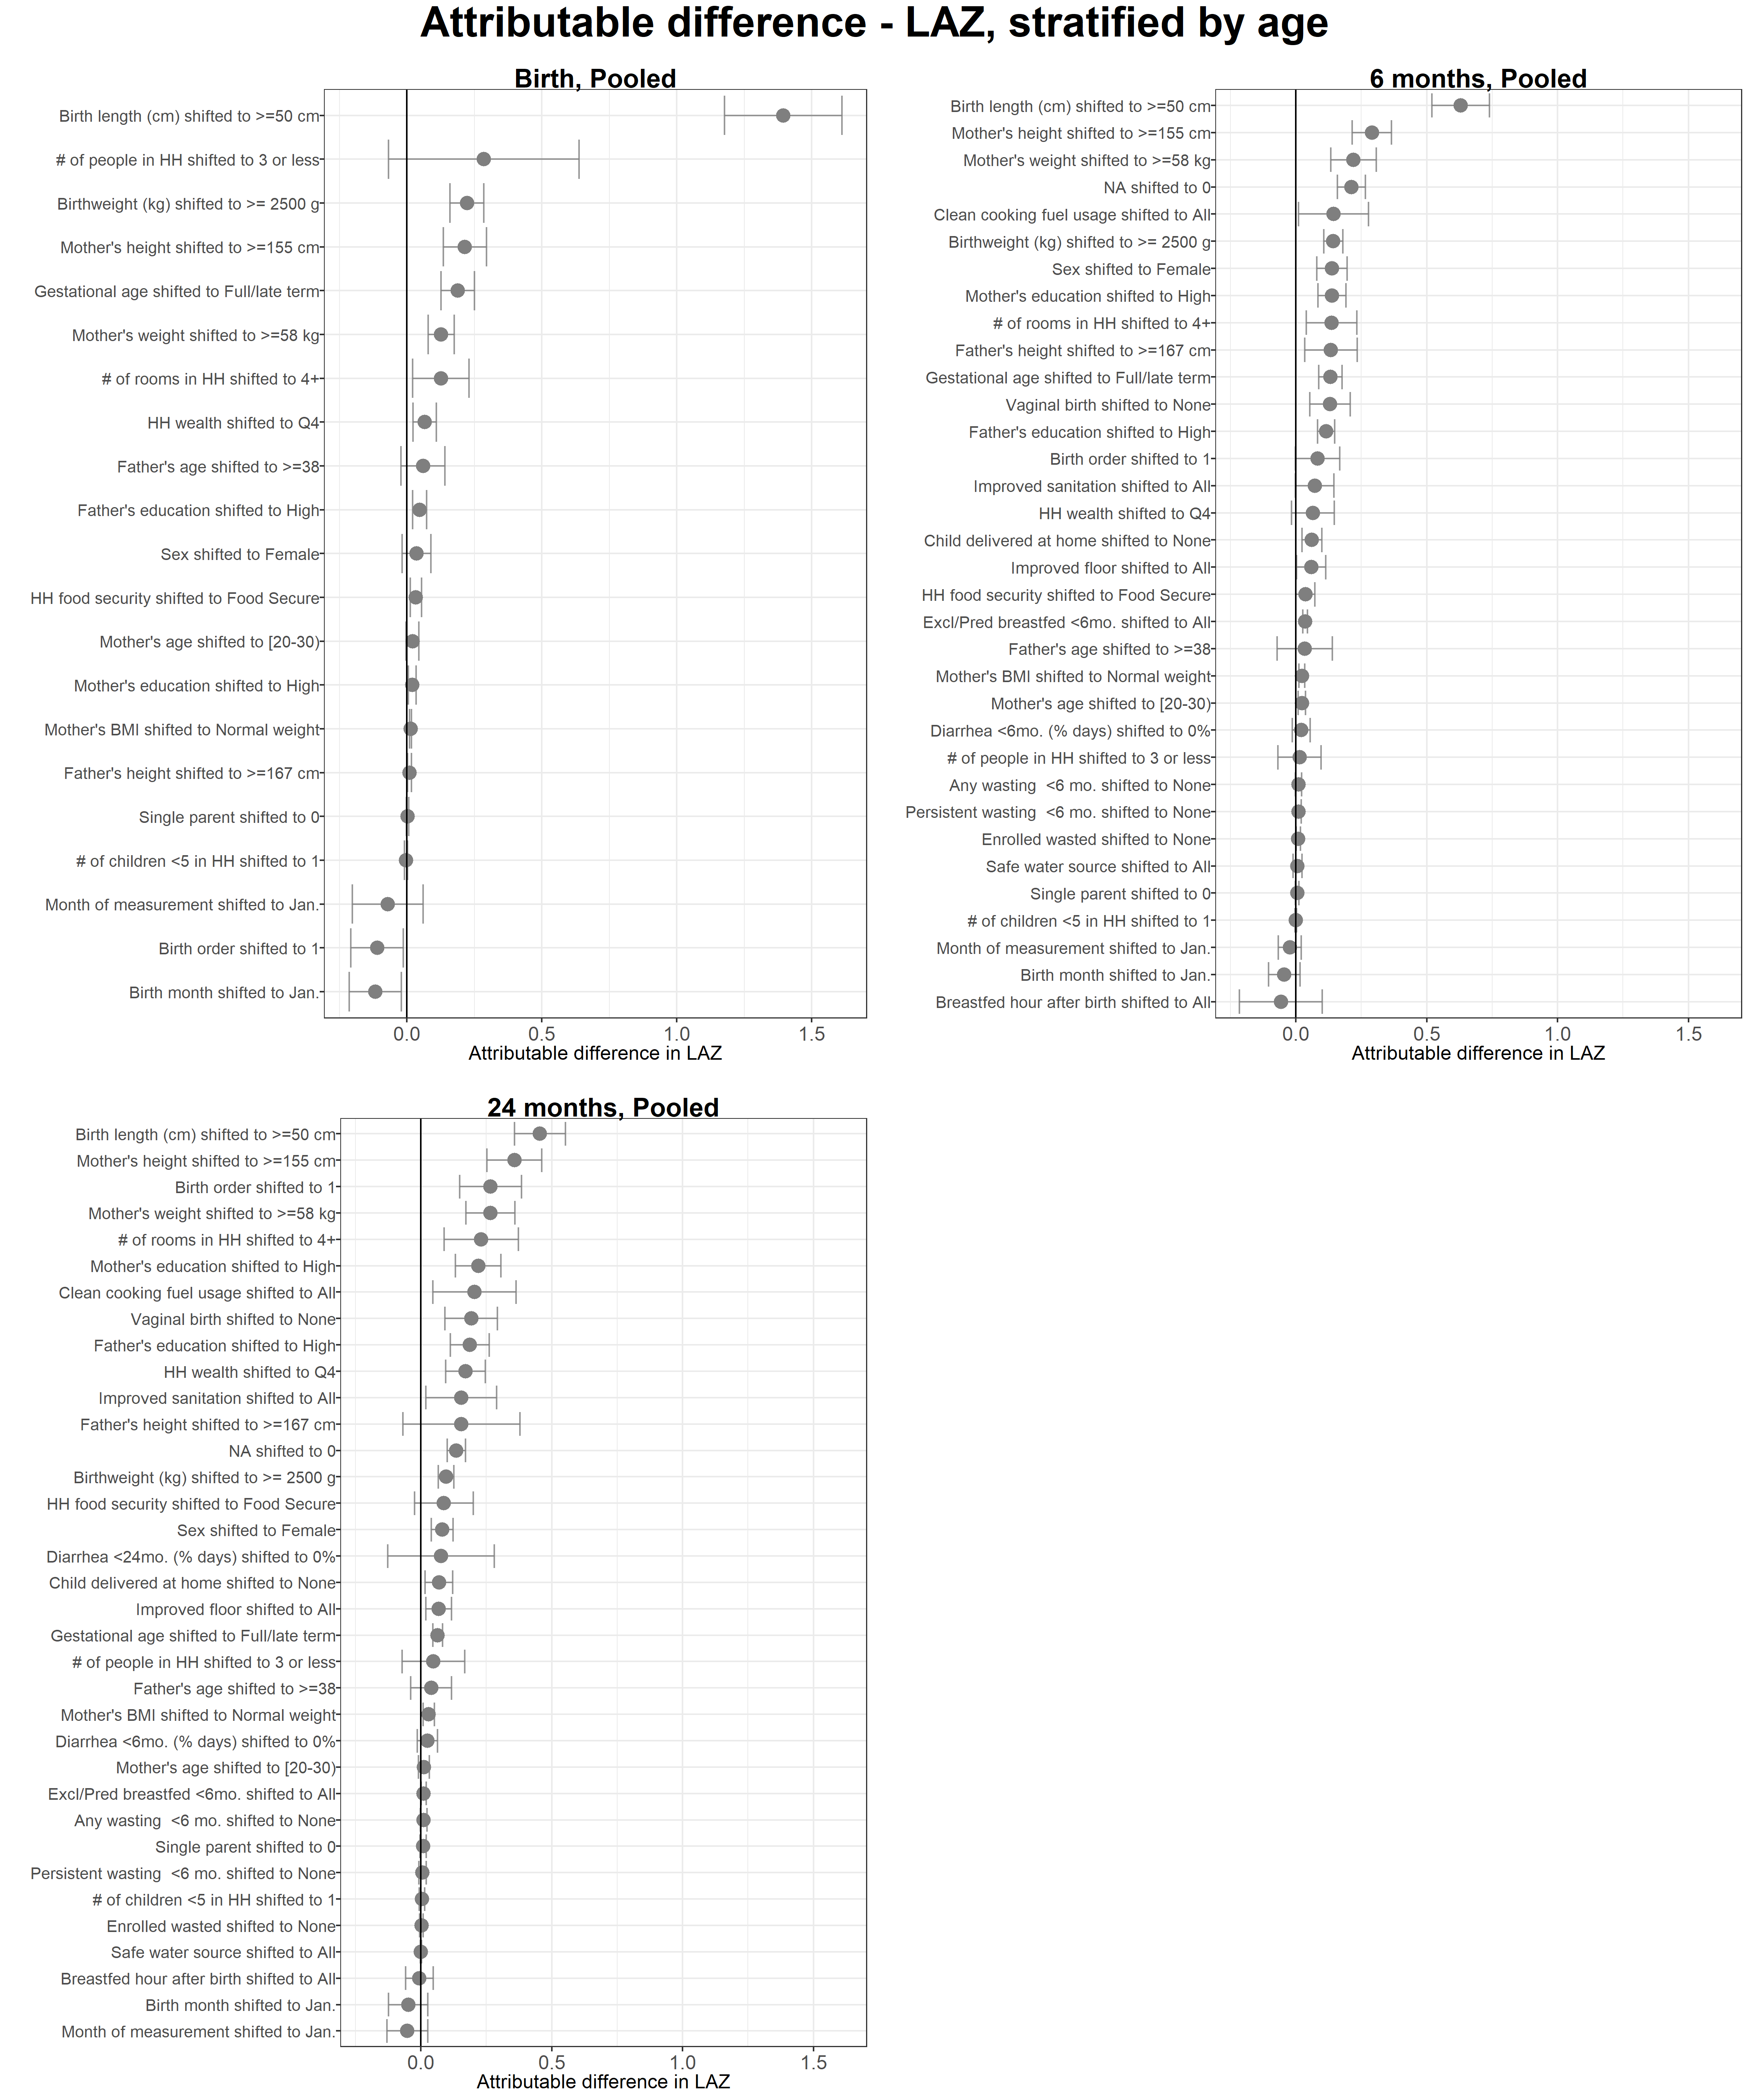 Attributable difference - LAZ, stratified by age
Birth, Pooled
Birth length (cm) shifted to >=50 cm
# of people in HH shifted to 3 or less
Birthweight (kg) shifted to >= 2500 g
Mother's height shifted to >=155 cm
Gestational age shifted to Full/late term
Mother's weight shifted to >=58 kg
# of rooms in HH shifted to 4+
HH wealth shifted to Q4
Father's age shifted to >=38
Father's education shifted to High
Sex shifted to Female
HH food security shifted to Food Secure
Mother's age shifted to [20-30)
Mother's education shifted to High
Mother's BMI shifted to Normal weight
Father's height shifted to >=167 cm
Single parent shifted to 0
# of children <5 in HH shifted to 1
Month of measurement shifted to Jan.
Birth order shifted to 1
Birth month shifted to Jan.
0.0 0.5 1.0 1.5
Attributable difference in LAZ
6 months, Pooled
Birth length (cm) shifted to >=50 cm
Mother's height shifted to >=155 cm
Mother's weight shifted to >=58 kg
NA shifted to 0
Clean cooking fuel usage shifted to All
Birthweight (kg) shifted to >= 2500 g
Sex shifted to Female
Mother's education shifted to High
# of rooms in HH shifted to 4+
Father's height shifted to >=167 cm
Gestational age shifted to Full/late term
Vaginal birth shifted to None
Father's education shifted to High
Birth order shifted to 1
Improved sanitation shifted to All
HH wealth shifted to Q4
Child delivered at home shifted to None
Improved floor shifted to All
HH food security shifted to Food Secure
Excl/Pred breastfed <6mo. shifted to All
Father's age shifted to >=38
Mother's BMI shifted to Normal weight
Mother's age shifted to [20-30)
Diarrhea <6mo. (% days) shifted to 0%
# of people in HH shifted to 3 or less
Any wasting  <6 mo. shifted to None
Persistent wasting  <6 mo. shifted to None
Enrolled wasted shifted to None
Safe water source shifted to All
Single parent shifted to 0
# of children <5 in HH shifted to 1
Month of measurement shifted to Jan.
Birth month shifted to Jan.
Breastfed hour after birth shifted to All
0.0 0.5 1.0 1.5
Attributable difference in LAZ
24 months, Pooled
Birth length (cm) shifted to >=50 cm
Mother's height shifted to >=155 cm
Birth order shifted to 1
Mother's weight shifted to >=58 kg
# of rooms in HH shifted to 4+
Mother's education shifted to High
Clean cooking fuel usage shifted to All
Vaginal birth shifted to None
Father's education shifted to High
HH wealth shifted to Q4
Improved sanitation shifted to All
Father's height shifted to >=167 cm
NA shifted to 0
Birthweight (kg) shifted to >= 2500 g
HH food security shifted to Food Secure
Sex shifted to Female
Diarrhea <24mo. (% days) shifted to 0%
Child delivered at home shifted to None
Improved floor shifted to All
Gestational age shifted to Full/late term
# of people in HH shifted to 3 or less
Father's age shifted to >=38
Mother's BMI shifted to Normal weight
Diarrhea <6mo. (% days) shifted to 0%
Mother's age shifted to [20-30)
Excl/Pred breastfed <6mo. shifted to All
Any wasting  <6 mo. shifted to None
Single parent shifted to 0
Persistent wasting  <6 mo. shifted to None
# of children <5 in HH shifted to 1
Enrolled wasted shifted to None
Safe water source shifted to All
Breastfed hour after birth shifted to All
Birth month shifted to Jan.
Month of measurement shifted to Jan.
0.0 0.5 1.0 1.5
Attributable difference in LAZ